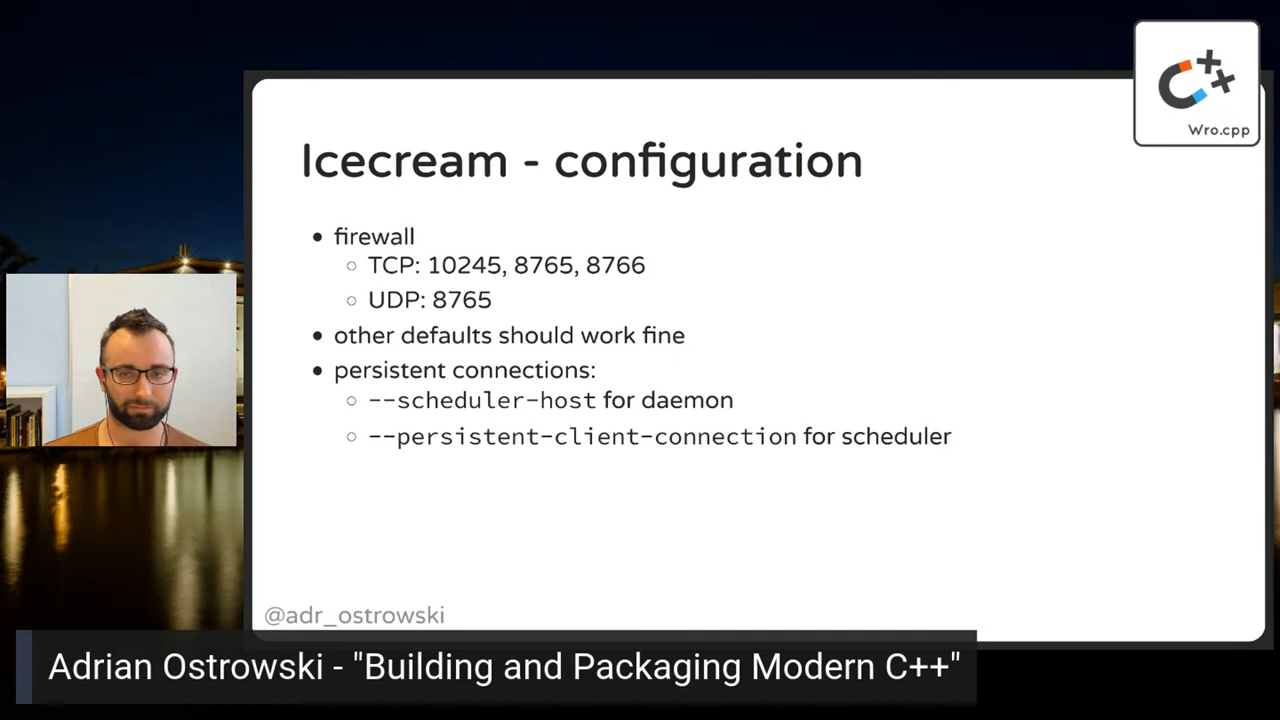 Wro.cpp
Icecream - configuration
• firewall
○ TCP: 10245, 8765, 8766
○ UDP: 8765
• other defaults should work fine
• persistent connections:
○ --scheduler-host for daemon
○ --persistent-client-connection for scheduler
@adr_ostrowski
Adrian Ostrowski - "Building and Packaging Modern C++"